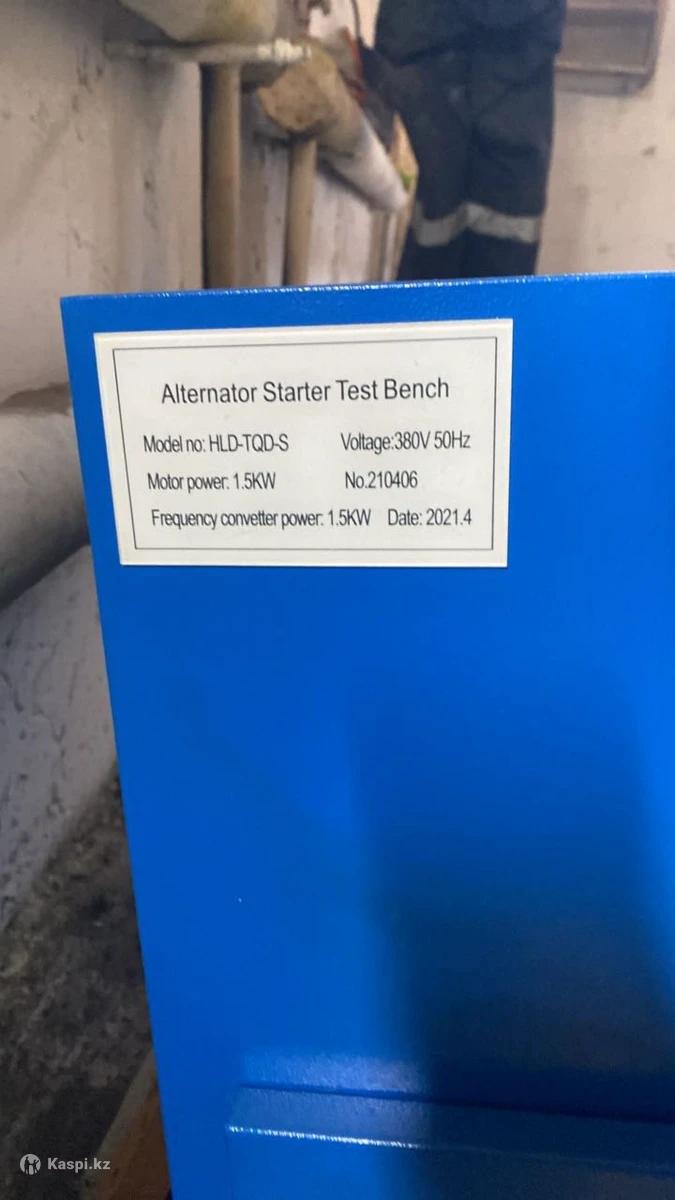 Alternator Starter Test Bench
Model no: HLD-TQD-S Voltage:380V 50Hz
Motor power: 1.5KW No.210406
Frequency convetter power: 1.5KW Date: 2021.4
Kaspi.kz